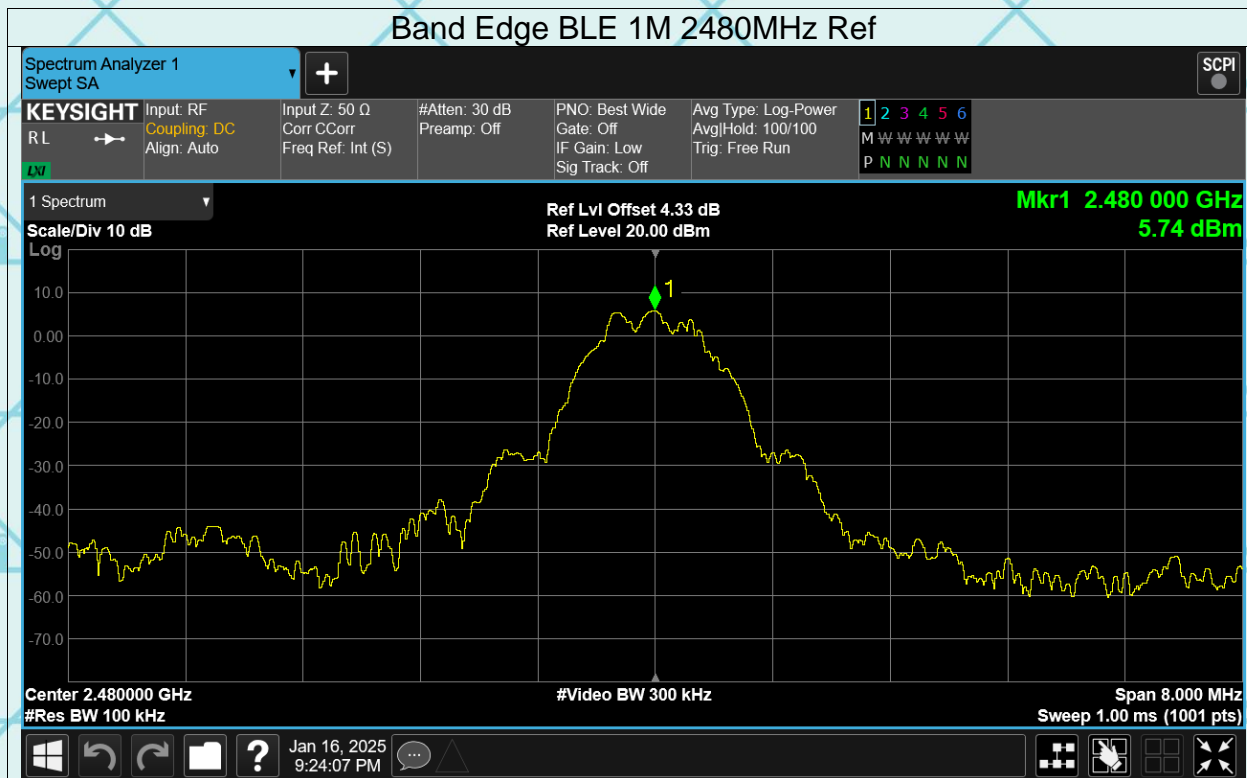 Band Edge BLE 1M 2480MHz Ref
Spectrum Analyzer 1
Swept SA
+
SCPI
KEYSIGHT
RL
LXI
Input: RF
Coupling: DC
Align: Auto
Input Z: 50 Ω
Corr CCorr
Freq Ref: Int (S)
#Atten: 30 dB
Preamp: Off
PNO: Best Wide
Gate: Off
IF Gain: Low
Sig Track: Off
Avg Type: Log-Power
Avg|Hold: 100/100
Trig: Free Run
1 2 3 4 5 6
M W W W W W
P N N N N N
1 Spectrum
Scale/Div 10 dB
Ref Lvl Offset 4.33 dB
Ref Level 20.00 dBm
Mkr1 2.480 000 GHz
5.74 dBm
Log
1
10.0
0.00
-10.0
-20.0
-30.0
-40.0
-50.0
-60.0
-70.0
Center 2.480000 GHz
#Res BW 100 kHz
#Video BW 300 kHz
Span 8.000 MHz
Sweep 1.00 ms (1001 pts)
?
Jan 16, 2025
9:24:07 PM